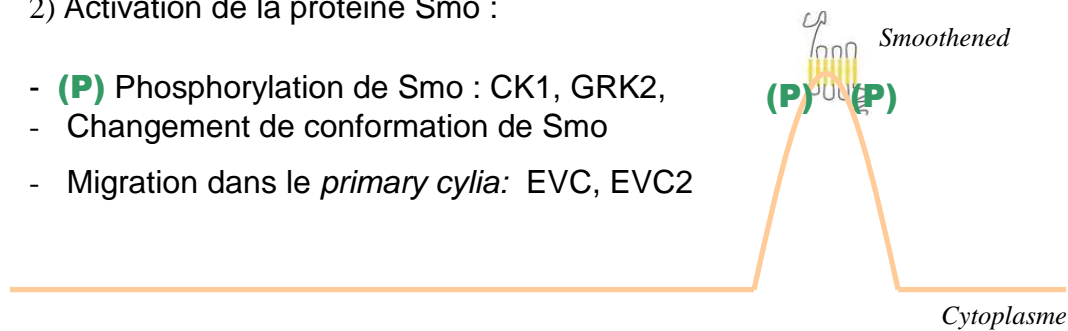 2) Activation de la protéine Smo :
Smoothened
- (P) Phosphorylation de Smo : CK1, GRK2,
(P) (P)
- Changement de conformation de Smo
- Migration dans le primary cylia: EVC, EVC2
Cytoplasme